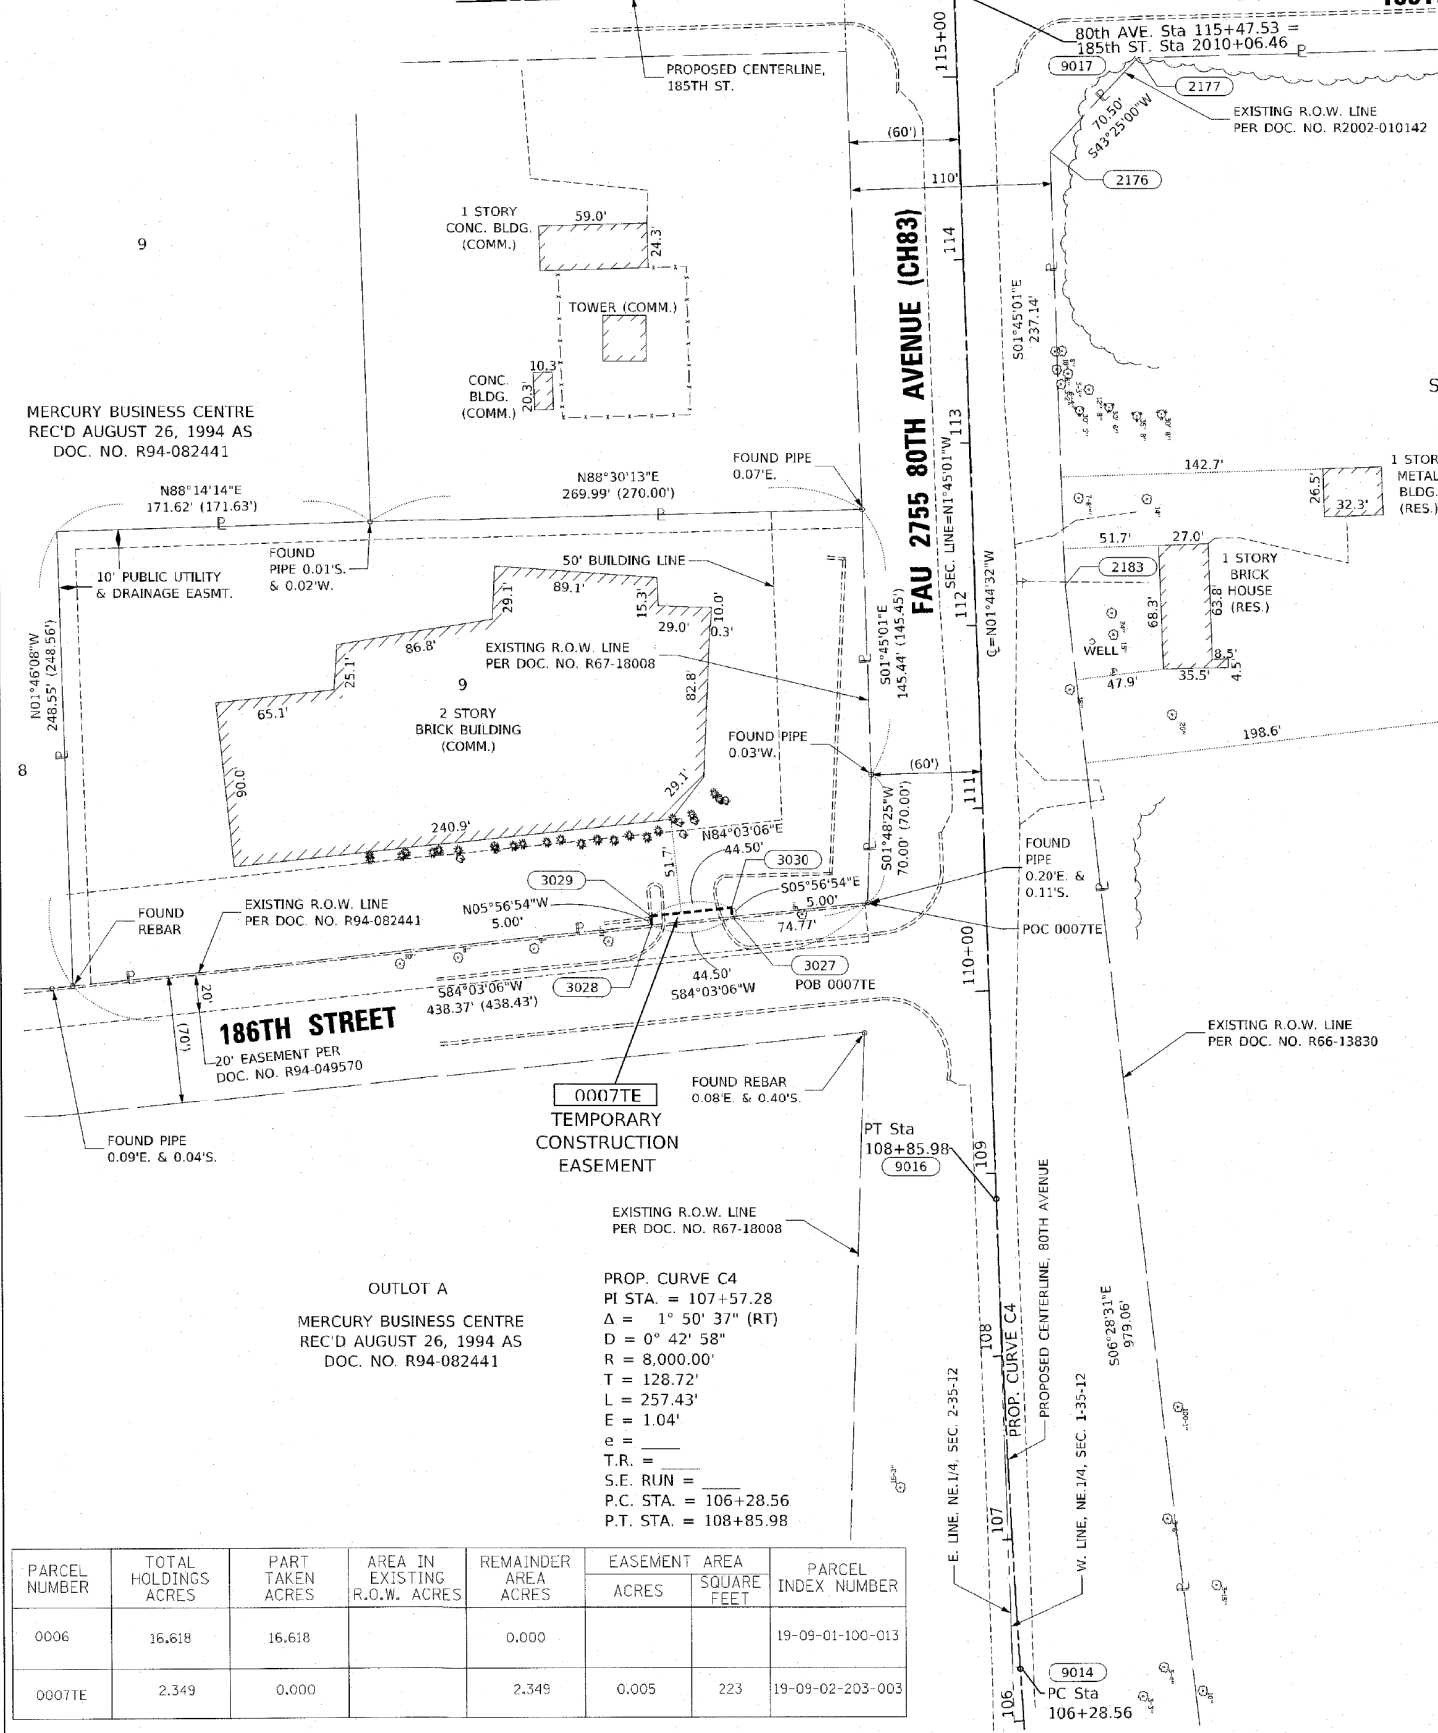 80th AVE. Sta 115+47.53 =
185th ST. Sta 2010+06.46
9017
2177
115+00
PROPOSED CENTERLINE,
185TH ST.
EXISTING R.O.W. LINE
PER DOC. NO. R2002-010142
70.50'
S43°25'00"W
(60')
110'
2176
1 STORY
CONC. BLDG.
(COMM.)
59.0'
24.3'
9
114
FAU 2755 80TH AVENUE (CH83)
TOWER (COMM.)
S01°45'01"E
237.14'
10.3'
20.3'
CONC.
BLDG.
(COMM.)
MERCURY BUSINESS CENTRE
REC'D AUGUST 26, 1994 AS
DOC. NO. R94-082441
113
SEC. LINE=N1°45'01"W
FOUND PIPE
0.07'E.
N88°30'13"E
269.99' (270.00')
N88°14'14"E
171.62' (171.63')
142.7'
26.5'
32.3'
METAL
BLDG.
(RES.)
FOUND
PIPE 0.01'S.
& 0.02'W.
50' BUILDING LINE
10' PUBLIC UTILITY
& DRAINAGE EASMT.
51.7'
27.0'
2183
1 STORY
BRICK
HOUSE
(RES.)
68.3'
63.8'
8.5'
4.5'
35.5'
47.9'
WELL
112
℄=N01°44'32"W
29.1'
89.1'
15.3'
29.0'
10.0'
0.3'
86.8'
25.1'
EXISTING R.O.W. LINE
PER DOC. NO. R67-18008
S01°45'01"E
145.44' (145.45')
N01°46'08"W
248.55' (248.56')
9
2 STORY
BRICK BUILDING
(COMM.)
65.1'
82.8'
90.0'
29.1'
240.9'
8
FOUND PIPE
0.03'W.
(60')
111
198.6'
S01°48'25"W
70.00' (70.00')
N84°03'06"E
44.50'
51.7'
3030
3029
S05°56'54"E
5.00'
N05°56'54"W
5.00'
74.77'
FOUND
PIPE
0.20'E. &
0.11'S.
POC 0007TE
EXISTING R.O.W. LINE
PER DOC. NO. R94-082441
FOUND
REBAR
3027
POB 0007TE
3028
44.50'
S84°03'06"W
S84°03'06"W
438.37' (438.43')
110+00
20'
(70')
186TH STREET
20' EASEMENT PER
DOC. NO. R94-049570
EXISTING R.O.W. LINE
PER DOC. NO. R66-13830
0007TE
TEMPORARY
CONSTRUCTION
EASEMENT
FOUND REBAR
0.08'E. & 0.40'S.
FOUND PIPE
0.09'E. & 0.04'S.
PT Sta
108+85.98
9016
109
EXISTING R.O.W. LINE
PER DOC. NO. R67-18008
PROPOSED CENTERLINE, 80TH AVENUE
OUTLOT A
MERCURY BUSINESS CENTRE
REC'D AUGUST 26, 1994 AS
DOC. NO. R94-082441
PROP. CURVE C4
PI STA. = 107+57.28
Δ = 1° 50' 37" (RT)
D = 0° 42' 58"
R = 8,000.00'
T = 128.72'
L = 257.43'
E = 1.04'
e = ____
T.R. = ____
S.E. RUN = ____
P.C. STA. = 106+28.56
P.T. STA. = 108+85.98
108
PROP. CURVE C4
S06°28'31"E
979.06'
E. LINE, NE.1/4, SEC. 2-35-12
W. LINE, NE.1/4, SEC. 1-35-12
107
106
9014
PC Sta
106+28.56
PARCEL NUMBER
TOTAL HOLDINGS ACRES
PART TAKEN ACRES
AREA IN EXISTING R.O.W. ACRES
REMAINDER AREA ACRES
EASEMENT AREA
ACRES
SQUARE FEET
PARCEL INDEX NUMBER
0006 16.618 16.618 0.000 19-09-01-100-013
0007TE 2.349 0.000 2.349 0.005 223 19-09-02-203-003